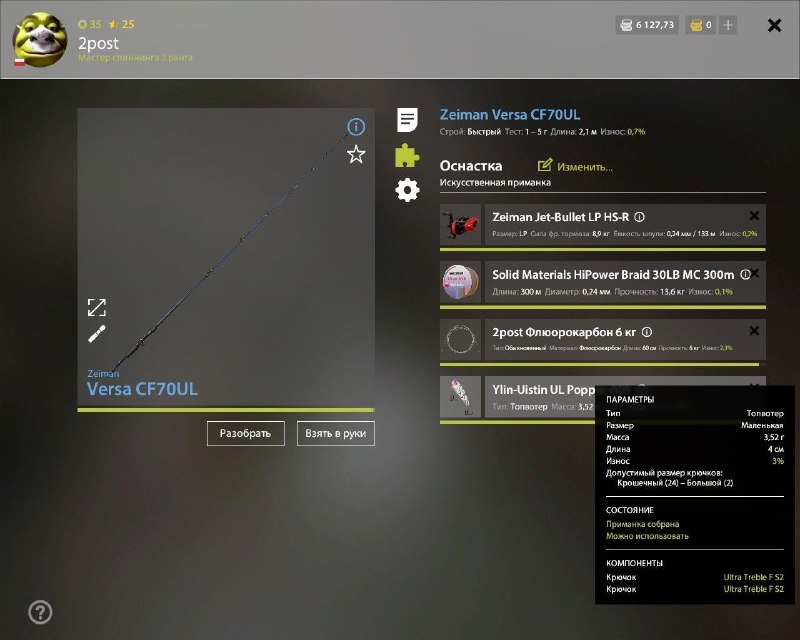 35 25
6 127,73 0 +
2post
Мастер спиннинга 3 ранга
Zeiman Versa CF70UL
Строй: Быстрый Тест: 1 – 5 г Длина: 2,1 м Износ: 0,7%
Оснастка
Изменить...
Искусственная приманка
Zeiman Jet-Bullet LP HS-R
Размер: LP Сила фр. тормоза: 8,9 кг Ёмкость шпули: 0,24 мм / 133 м Износ: 0,2%
Solid Materials HiPower Braid 30LB MC 300m
Длина: 300 м Диаметр: 0,24 мм Прочность: 13,6 кг Износ: 0,1%
2post Флюорокарбон 6 кг
Тип: Обыкновенный Материал: Флюорокарбон Длина: 60 см Прочность: 6 кг Износ: 2,3%
Ylin-Uistin UL Popp
Тип: Топвотер Масса: 3,52
Zeiman
Versa CF70UL
Разобрать
Взять в руки
ПАРАМЕТРЫ
Тип Топвотер
Размер Маленькая
Масса 3,52 г
Длина 4 см
Износ 3%
Допустимый размер крючков:
Крошечный (24) – Большой (2)
СОСТОЯНИЕ
Приманка собрана
Можно использовать
КОМПОНЕНТЫ
Крючок Ultra Treble F S2
Крючок Ultra Treble F S2
?